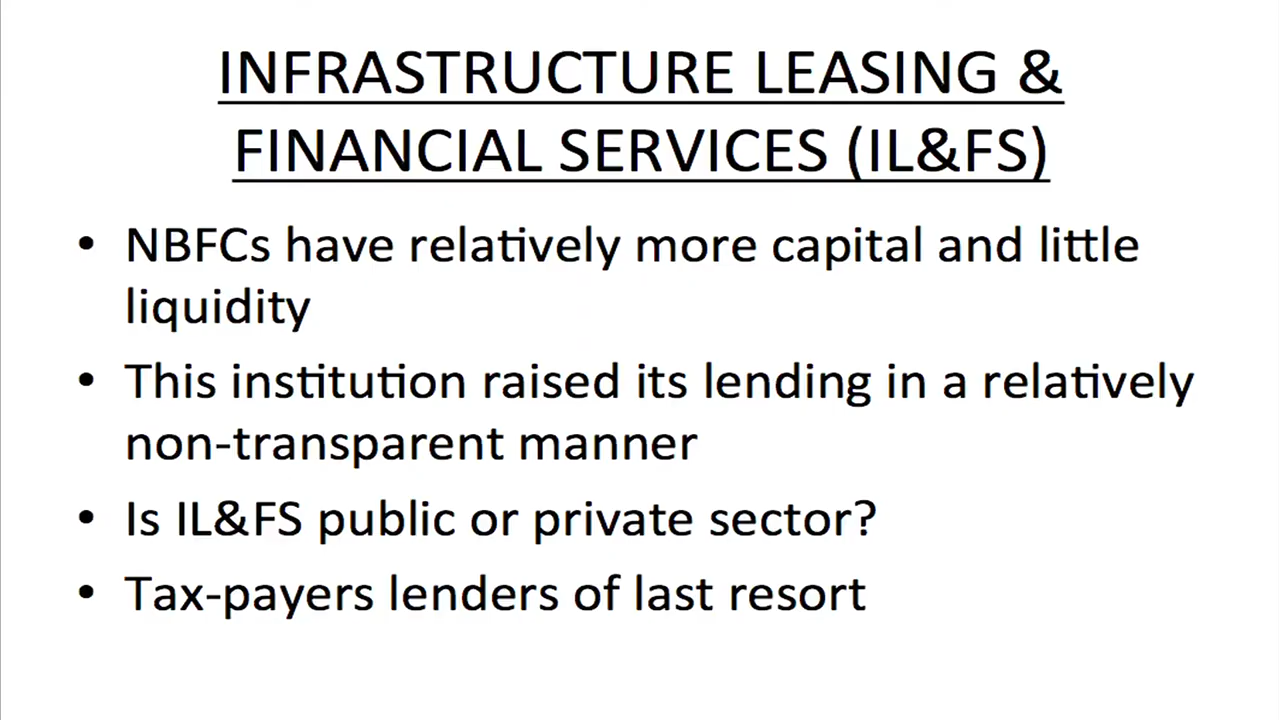 INFRASTRUCTURE LEASING &
FINANCIAL SERVICES (IL&FS)
• NBFCs have relatively more capital and little
liquidity
• This institution raised its lending in a relatively
non-transparent manner
• Is IL&FS public or private sector?
• Tax-payers lenders of last resort